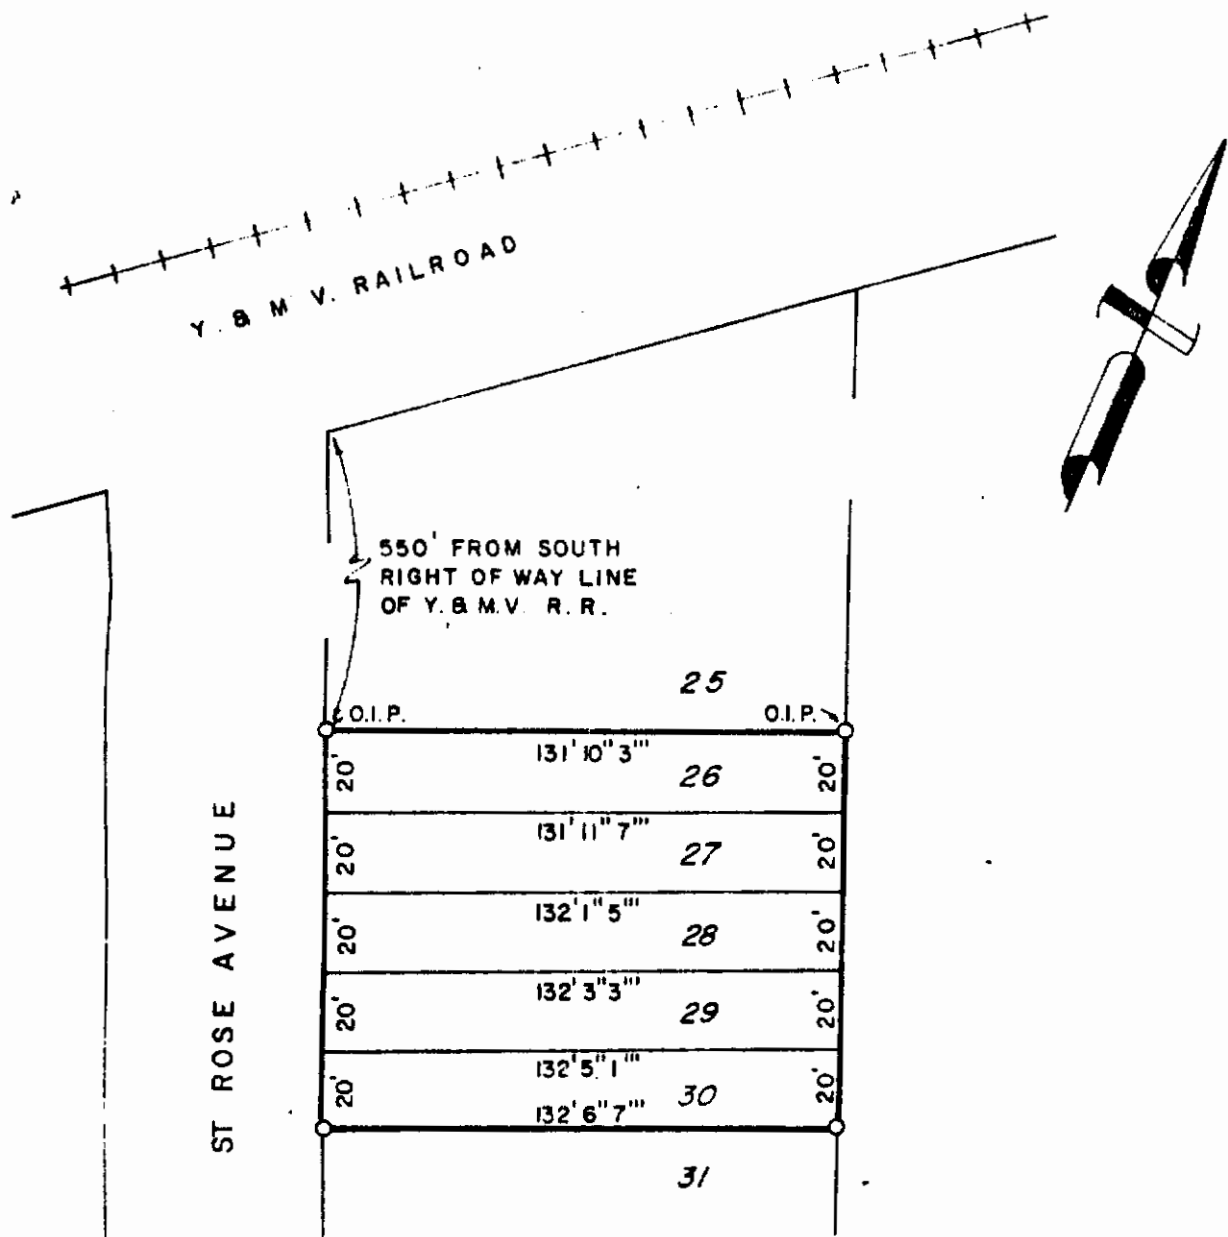 Y. & M V. RAILROAD
550' FROM SOUTH
RIGHT OF WAY LINE
OF Y. & M.V. R.R.
25
O.I.P.
O.I.P.
131' 10" 3'''
20'
26
20'
131' 11" 7'''
20'
27
20'
132' 1" 5'''
20'
28
20'
132' 3" 3'''
20'
29
20'
132' 5" 1'''
20'
30
20'
132' 6" 7'''
31
ST ROSE AVENUE